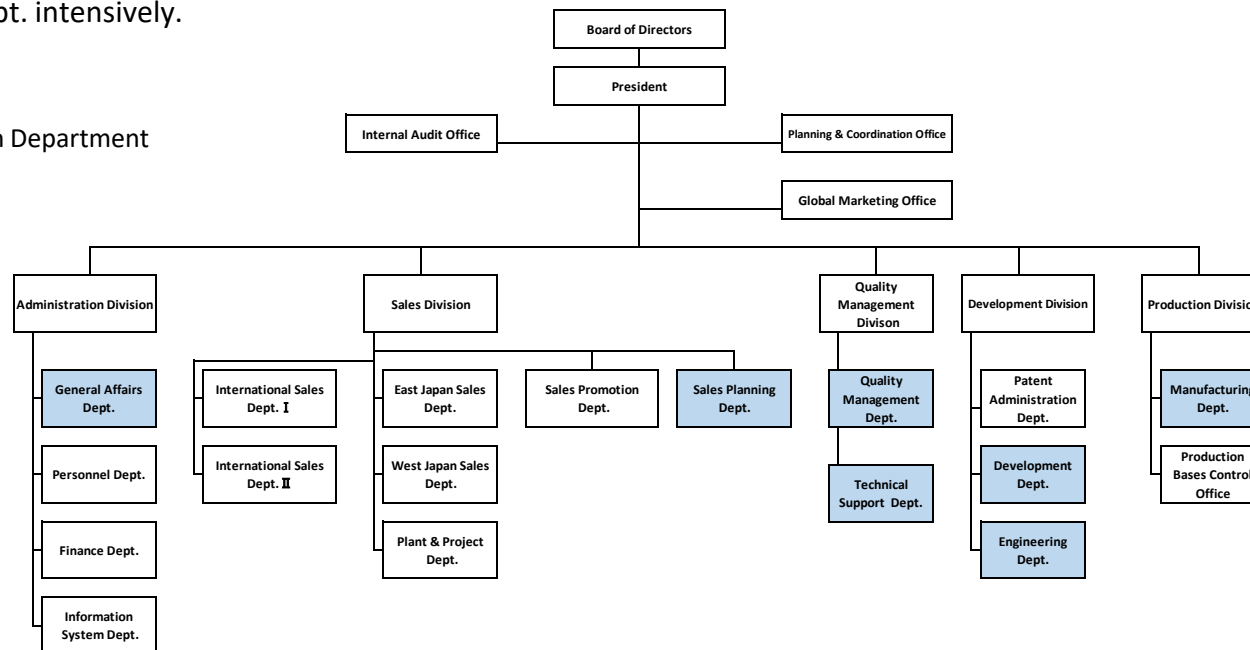 pt. intensively.
Board of Directors
President
n Department
Internal Audit Office
Planning & Coordination Office
Global Marketing Office
Administration Division
Sales Division
Quality
Management
Divison
Development Division
Production Divisio
General Affairs
Dept.
International Sales
Dept. I
East Japan Sales
Dept.
Sales Promotion
Dept.
Sales Planning
Dept.
Quality
Management
Dept.
Patent
Administration
Dept.
Manufacturing
Dept.
Personnel Dept.
International Sales
Dept. II
West Japan Sales
Dept.
Technical
Support Dept.
Development
Dept.
Production
Bases Control
Office
Finance Dept.
Plant & Project
Dept.
Engineering
Dept.
Information
System Dept.